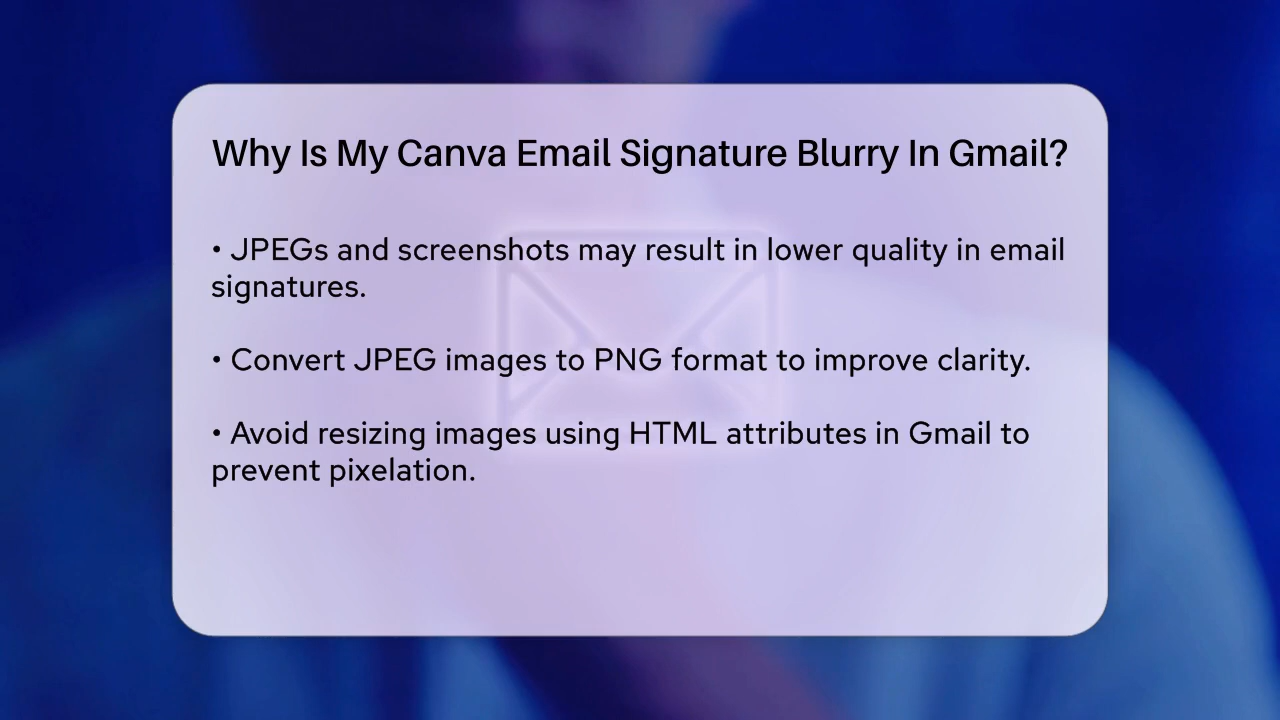 Why Is My Canva Email Signature Blurry In Gmail?
• JPEGs and screenshots may result in lower quality in email
signatures.
• Convert JPEG images to PNG format to improve clarity.
• Avoid resizing images using HTML attributes in Gmail to
prevent pixelation.